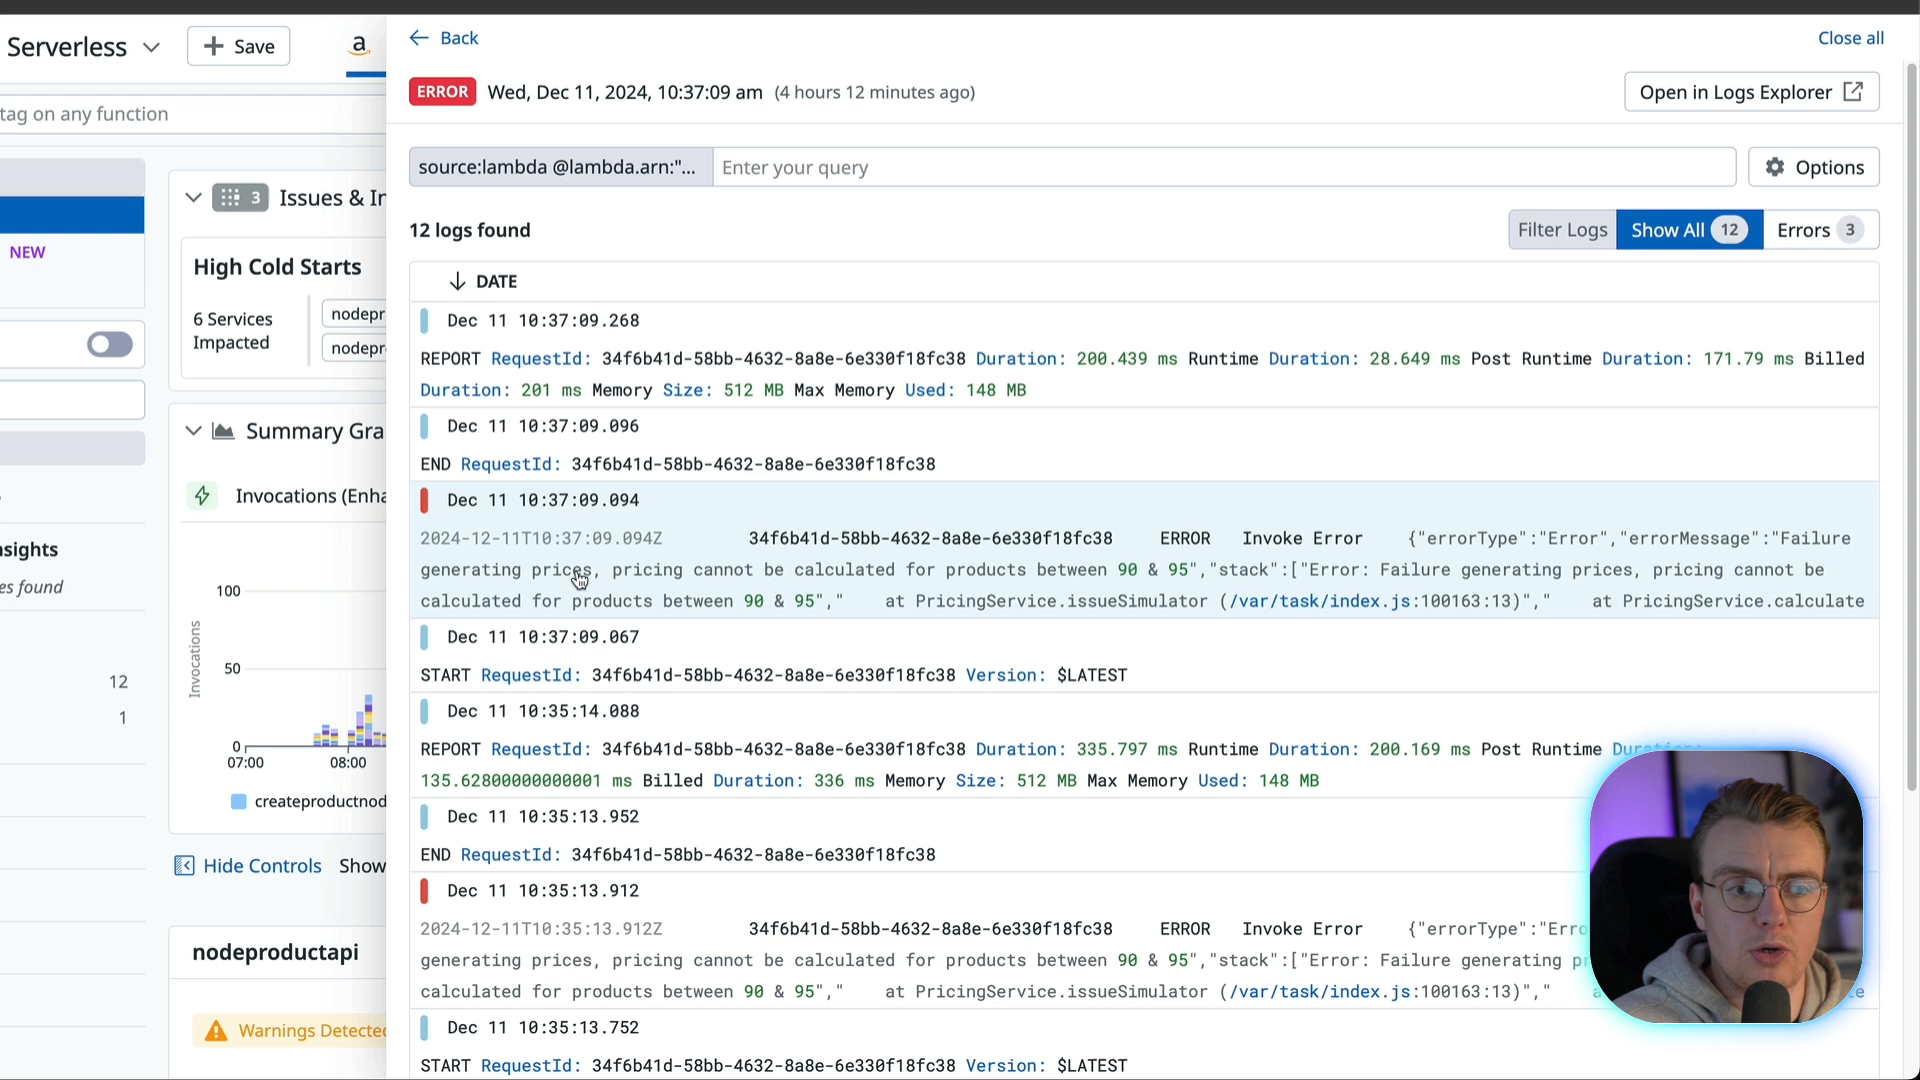 Serverless
Save
a
tag on any function
NEW
nsights
es found
12
1
3 Issues & In
High Cold Starts
6 Services
Impacted
nodepr
nodepr
Summary Gra
Invocations (Enha
Invocations
100
50
0
07:00 08:00
createproductnod
Hide Controls Show
nodeproductapi
Warnings Detected
Back
Close all
ERROR Wed, Dec 11, 2024, 10:37:09 am (4 hours 12 minutes ago)
Open in Logs Explorer
source:lambda @lambda.arn:"... Enter your query
Options
12 logs found
Filter Logs Show All 12 Errors 3
DATE
Dec 11 10:37:09.268
REPORT RequestId: 34f6b41d-58bb-4632-8a8e-6e330f18fc38 Duration: 200.439 ms Runtime Duration: 28.649 ms Post Runtime Duration: 171.79 ms Billed
Duration: 201 ms Memory Size: 512 MB Max Memory Used: 148 MB
Dec 11 10:37:09.096
END RequestId: 34f6b41d-58bb-4632-8a8e-6e330f18fc38
Dec 11 10:37:09.094
2024-12-11T10:37:09.094Z 34f6b41d-58bb-4632-8a8e-6e330f18fc38 ERROR Invoke Error {"errorType":"Error","errorMessage":"Failure
generating prices, pricing cannot be calculated for products between 90 & 95","stack":["Error: Failure generating prices, pricing cannot be
calculated for products between 90 & 95"," at PricingService.issueSimulator (/var/task/index.js:100163:13)"," at PricingService.calculate
Dec 11 10:37:09.067
START RequestId: 34f6b41d-58bb-4632-8a8e-6e330f18fc38 Version: $LATEST
Dec 11 10:35:14.088
REPORT RequestId: 34f6b41d-58bb-4632-8a8e-6e330f18fc38 Duration: 335.797 ms Runtime Duration: 200.169 ms Post Runtime Duration:
135.62800000000001 ms Billed Duration: 336 ms Memory Size: 512 MB Max Memory Used: 148 MB
Dec 11 10:35:13.952
END RequestId: 34f6b41d-58bb-4632-8a8e-6e330f18fc38
Dec 11 10:35:13.912
2024-12-11T10:35:13.912Z 34f6b41d-58bb-4632-8a8e-6e330f18fc38 ERROR Invoke Error {"errorType":"Erro
generating prices, pricing cannot be calculated for products between 90 & 95","stack":["Error: Failure generating pr
calculated for products between 90 & 95"," at PricingService.issueSimulator (/var/task/index.js:100163:13)"," a te
Dec 11 10:35:13.752
START RequestId: 34f6b41d-58bb-4632-8a8e-6e330f18fc38 Version: $LATEST